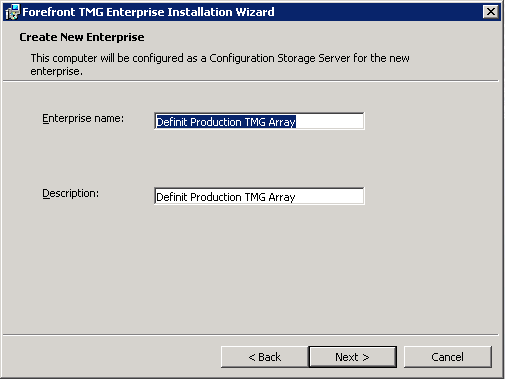 Forefront TMG Enterprise Installation Wizard
Create New Enterprise
This computer will be configured as a Configuration Storage Server for the new
enterprise.
Enterprise name:
Definit Production TMG Array
Description:
Definit Production TMG Array
< Back
Next >
Cancel